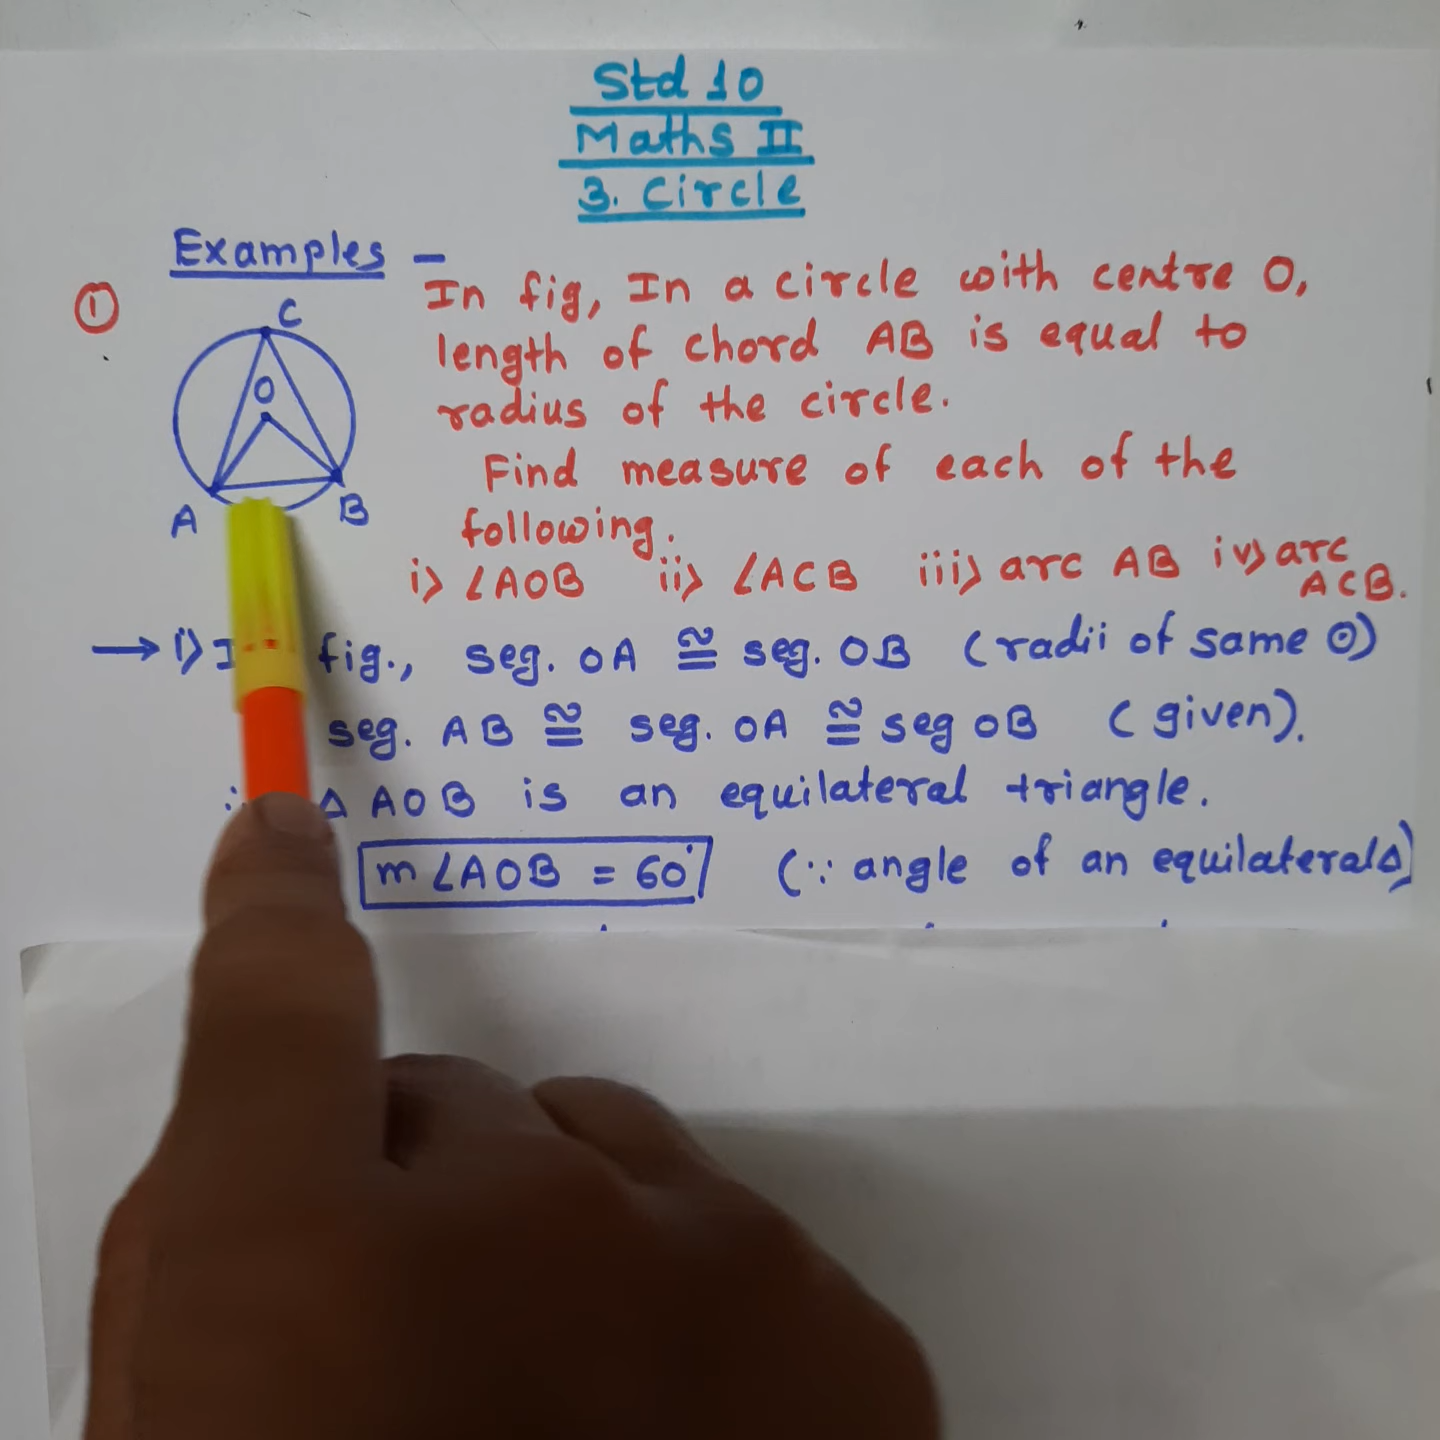 Std 10
Maths II
3. Circle
Examples -
① In fig, In a circle with centre O,
length of chord AB is equal to
radius of the circle.
Find measure of each of the
following.
i> ∠AOB ii> ∠ACB iii> arc AB iv> arc ACB.
C
O
A
B
→ i) fig., seg. OA ≅ seg. OB (radii of same ⊙)
seg. AB ≅ seg. OA ≅ seg OB (given).
△ AOB is an equilateral triangle.
m∠AOB = 60° (∵ angle of an equilateral△)